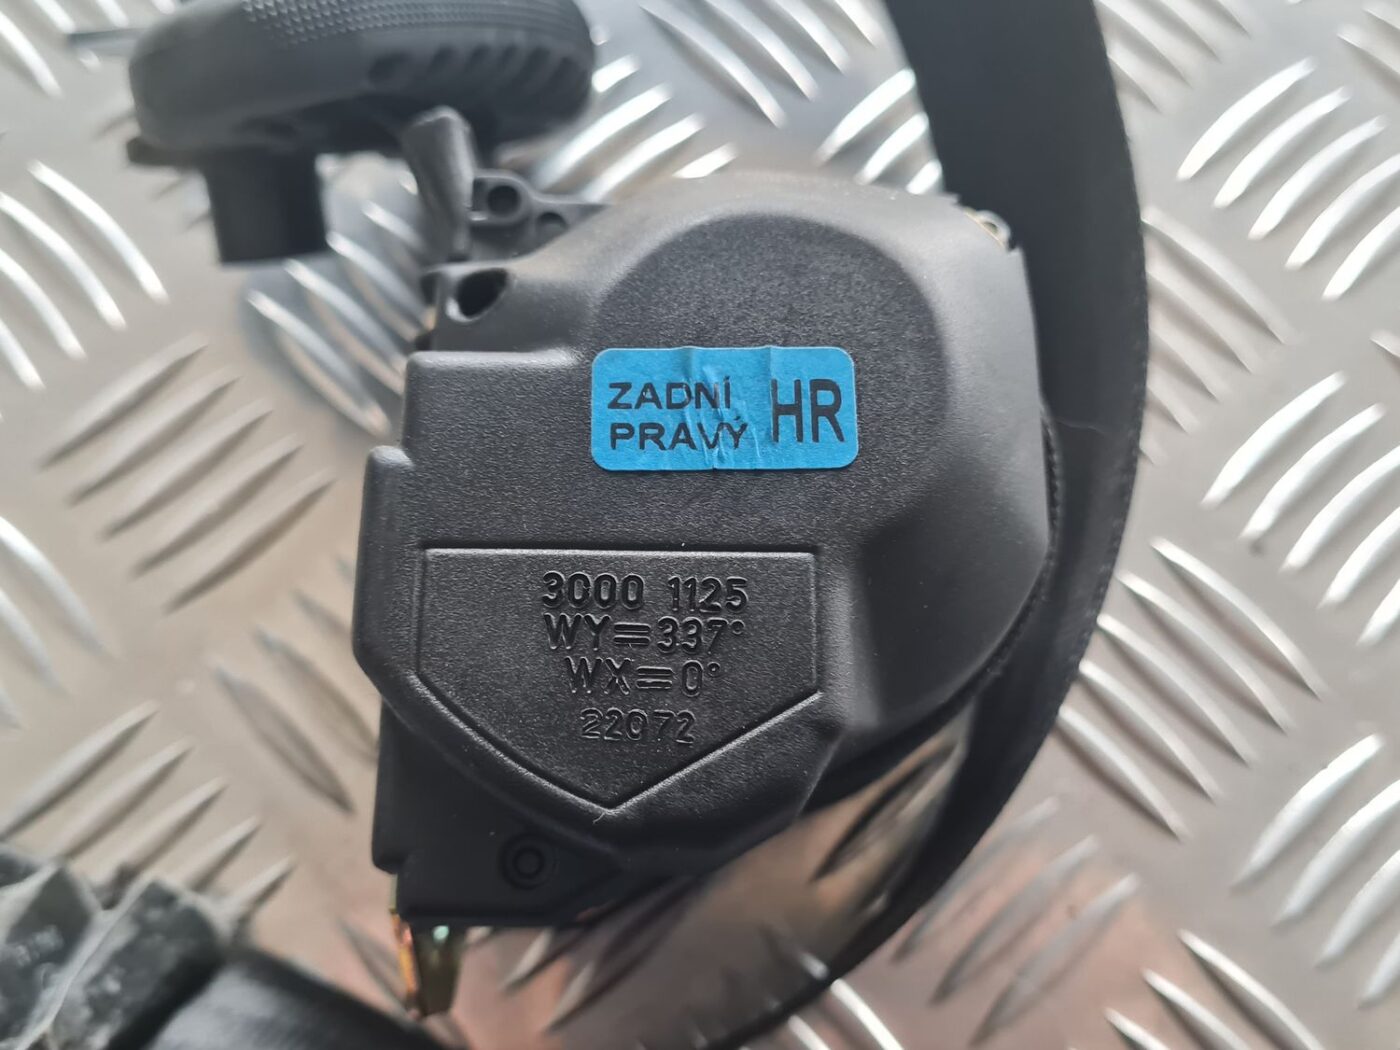 ZADNÍ
PRAVÝ HR
3000 1125
WY=337°
WX=0°
22072